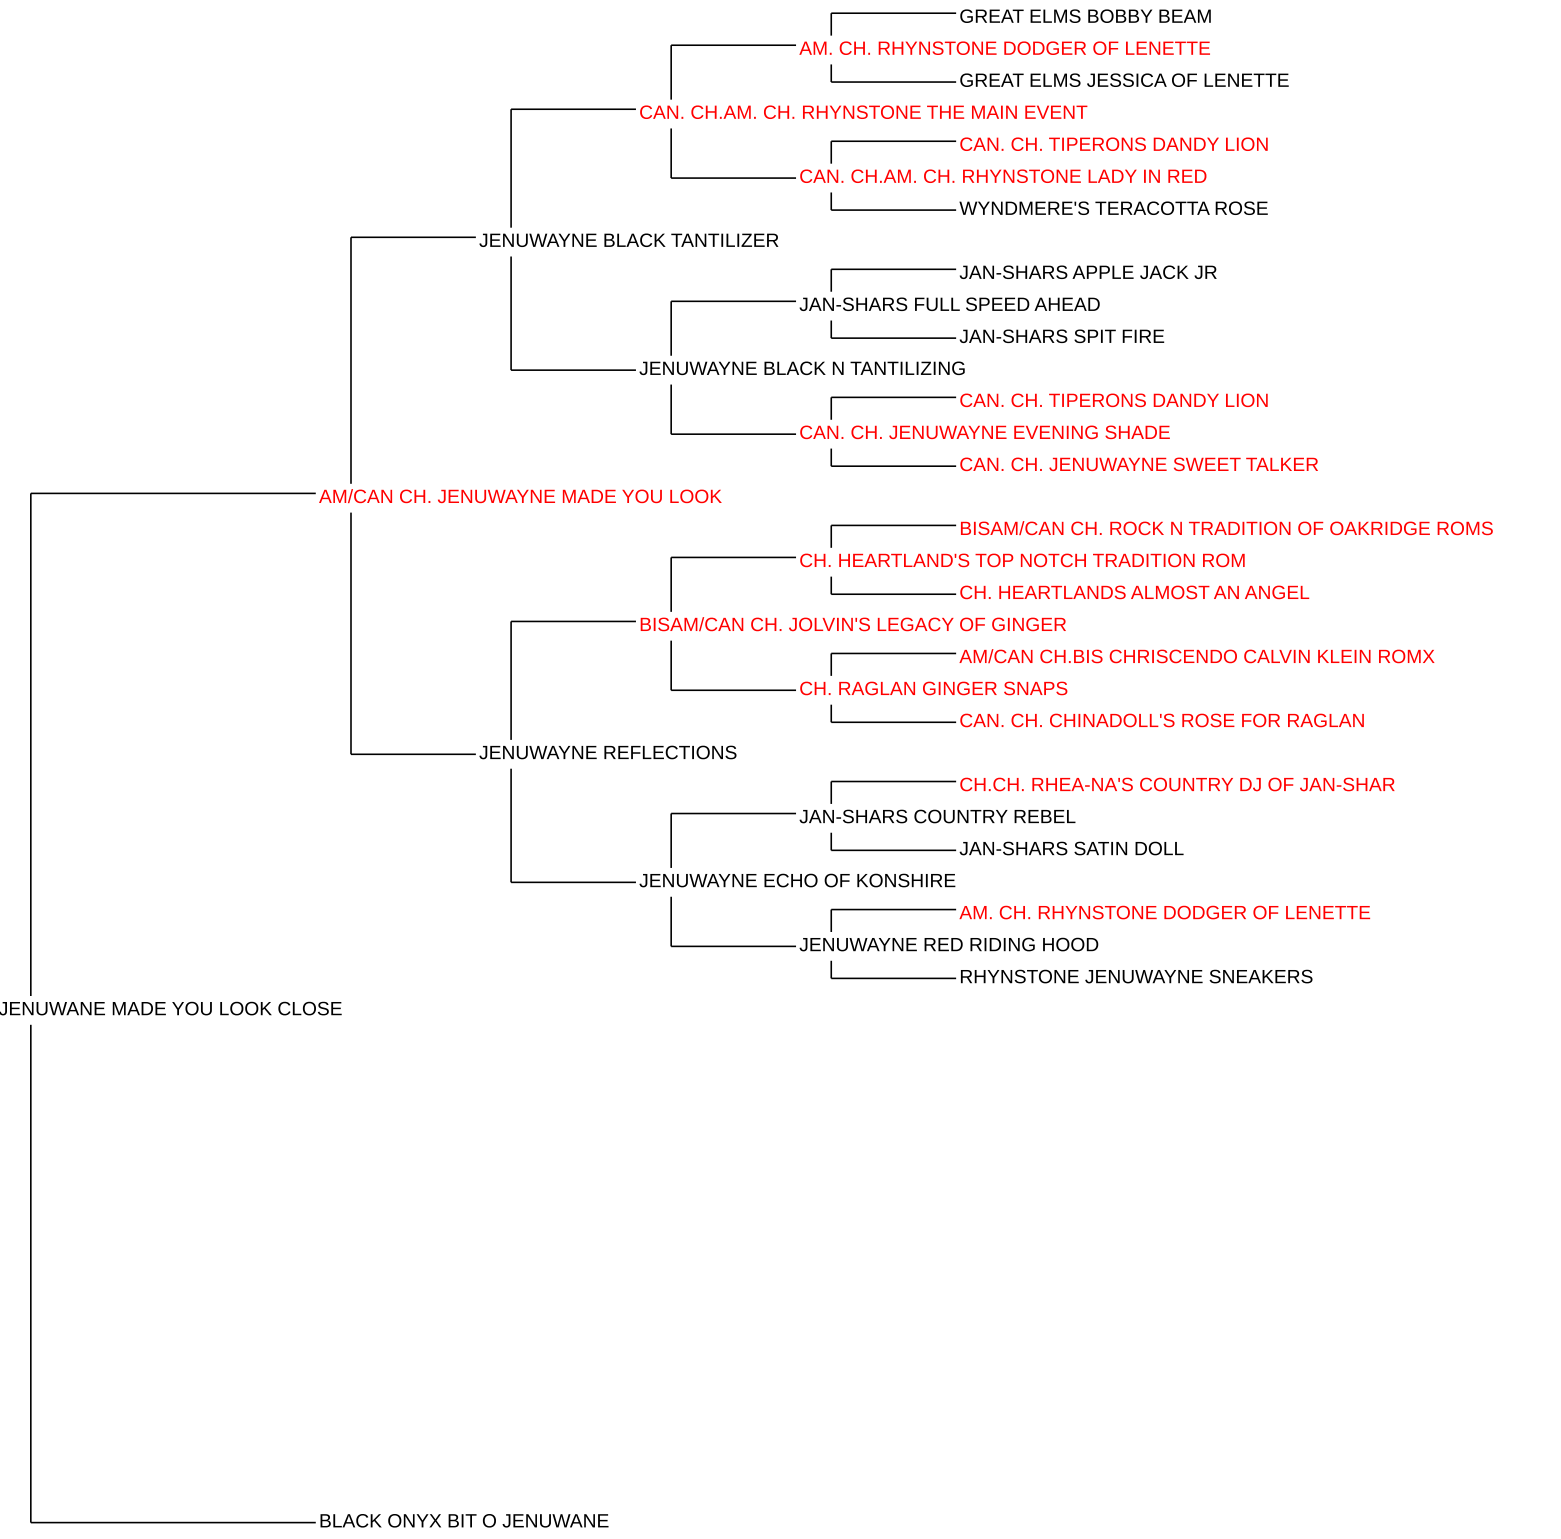 GREAT ELMS BOBBY BEAM
AM. CH. RHYNSTONE DODGER OF LENETTE
GREAT ELMS JESSICA OF LENETTE
CAN. CH.AM. CH. RHYNSTONE THE MAIN EVENT
CAN. CH. TIPERONS DANDY LION
CAN. CH.AM. CH. RHYNSTONE LADY IN RED
WYNDMERE'S TERACOTTA ROSE
JENUWAYNE BLACK TANTILIZER
JAN-SHARS APPLE JACK JR
JAN-SHARS FULL SPEED AHEAD
JAN-SHARS SPIT FIRE
JENUWAYNE BLACK N TANTILIZING
CAN. CH. TIPERONS DANDY LION
CAN. CH. JENUWAYNE EVENING SHADE
CAN. CH. JENUWAYNE SWEET TALKER
AM/CAN CH. JENUWAYNE MADE YOU LOOK
BISAM/CAN CH. ROCK N TRADITION OF OAKRIDGE ROMS
CH. HEARTLAND'S TOP NOTCH TRADITION ROM
CH. HEARTLANDS ALMOST AN ANGEL
BISAM/CAN CH. JOLVIN'S LEGACY OF GINGER
AM/CAN CH.BIS CHRISCENDO CALVIN KLEIN ROMX
CH. RAGLAN GINGER SNAPS
CAN. CH. CHINADOLL'S ROSE FOR RAGLAN
JENUWAYNE REFLECTIONS
CH.CH. RHEA-NA'S COUNTRY DJ OF JAN-SHAR
JAN-SHARS COUNTRY REBEL
JAN-SHARS SATIN DOLL
JENUWAYNE ECHO OF KONSHIRE
AM. CH. RHYNSTONE DODGER OF LENETTE
JENUWAYNE RED RIDING HOOD
RHYNSTONE JENUWAYNE SNEAKERS
JENUWANE MADE YOU LOOK CLOSE
BLACK ONYX BIT O JENUWANE